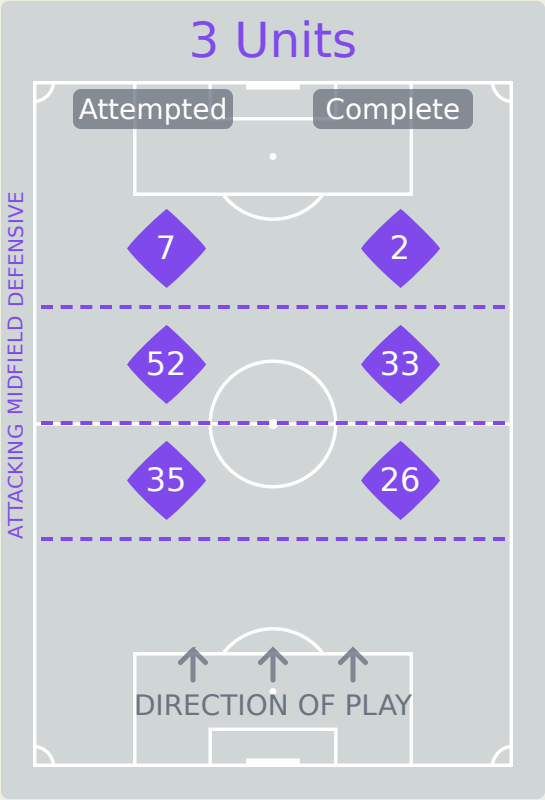 3 Units
Attempted Complete
7 2
52 33
35 26
ATTACKING MIDFIELD DEFENSIVE
DIRECTION OF PLAY